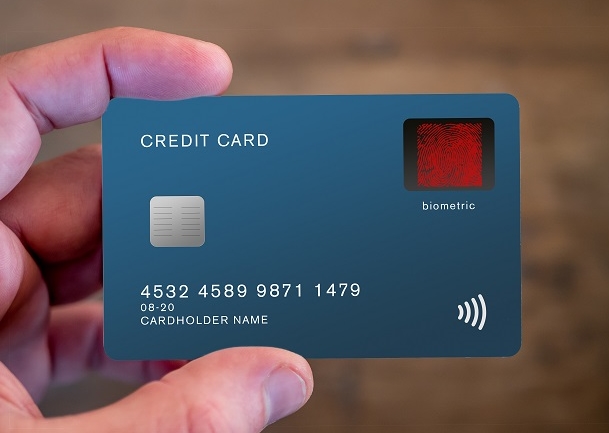 CREDIT CARD
biometric
4532 4589 9871 1479
08-20
CARDHOLDER NAME